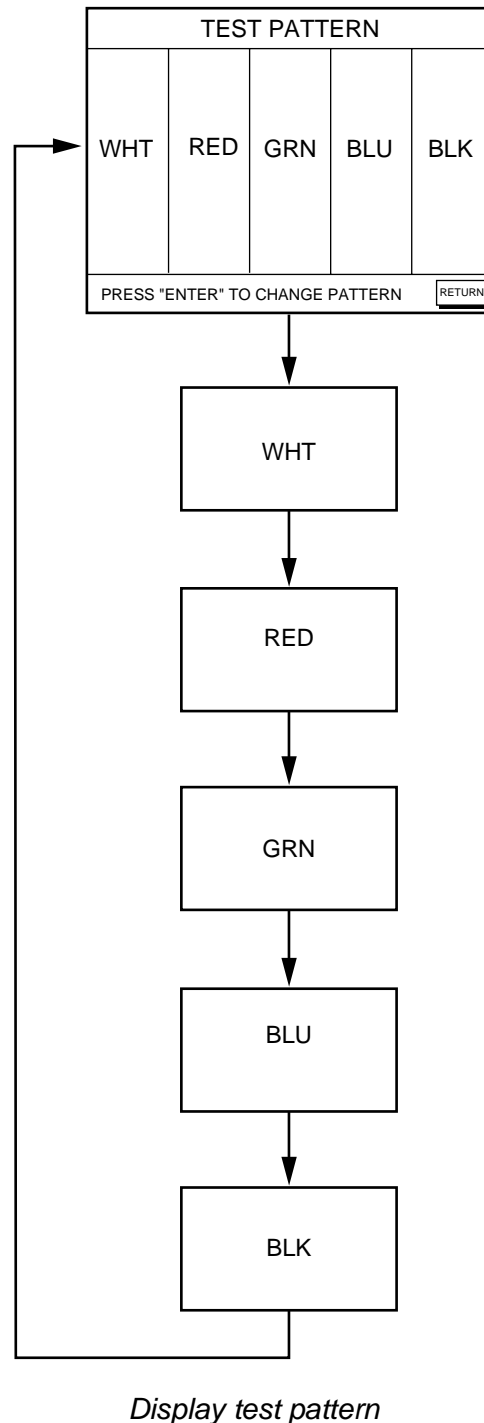 TEST PATTERN
WHT RED GRN BLU BLK
PRESS "ENTER" TO CHANGE PATTERN RETURN
WHT
RED
GRN
BLU
BLK
Display test pattern